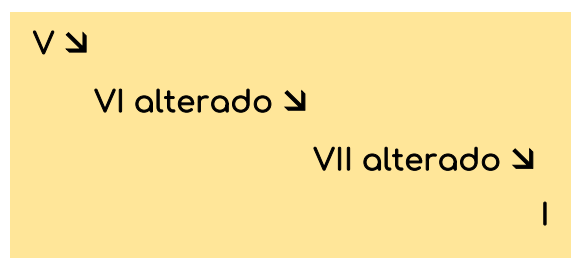 V ↘
VI alterado ↘
VII alterado ↘
I